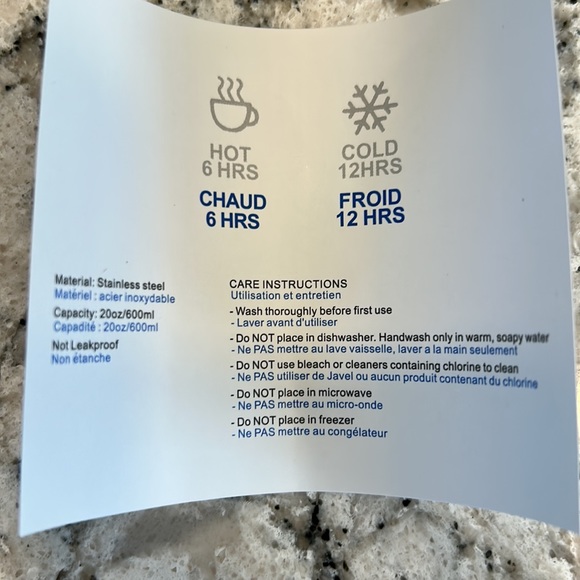 HOT
6 HRS
COLD
12HRS
CHAUD
6 HRS
FROID
12 HRS
Material: Stainless steel
Matériel : acier inoxydable
Capacity: 20oz/600ml
Capadité : 20oz/600ml
Not Leakproof
Non étanche
CARE INSTRUCTIONS
Utilisation et entretien
- Wash thoroughly before first use
- Laver avant d'utiliser
- Do NOT place in dishwasher. Handwash only in warm, soapy water
- Ne PAS mettre au lave vaisselle, laver a la main seulement
- Do NOT use bleach or cleaners containing chlorine to clean
- Ne PAS utiliser de Javel ou aucun produit contenant du chlorine
- Do NOT place in microwave
- Ne PAS mettre au micro-onde
- Do NOT place in freezer
- Ne PAS mettre au congélateur